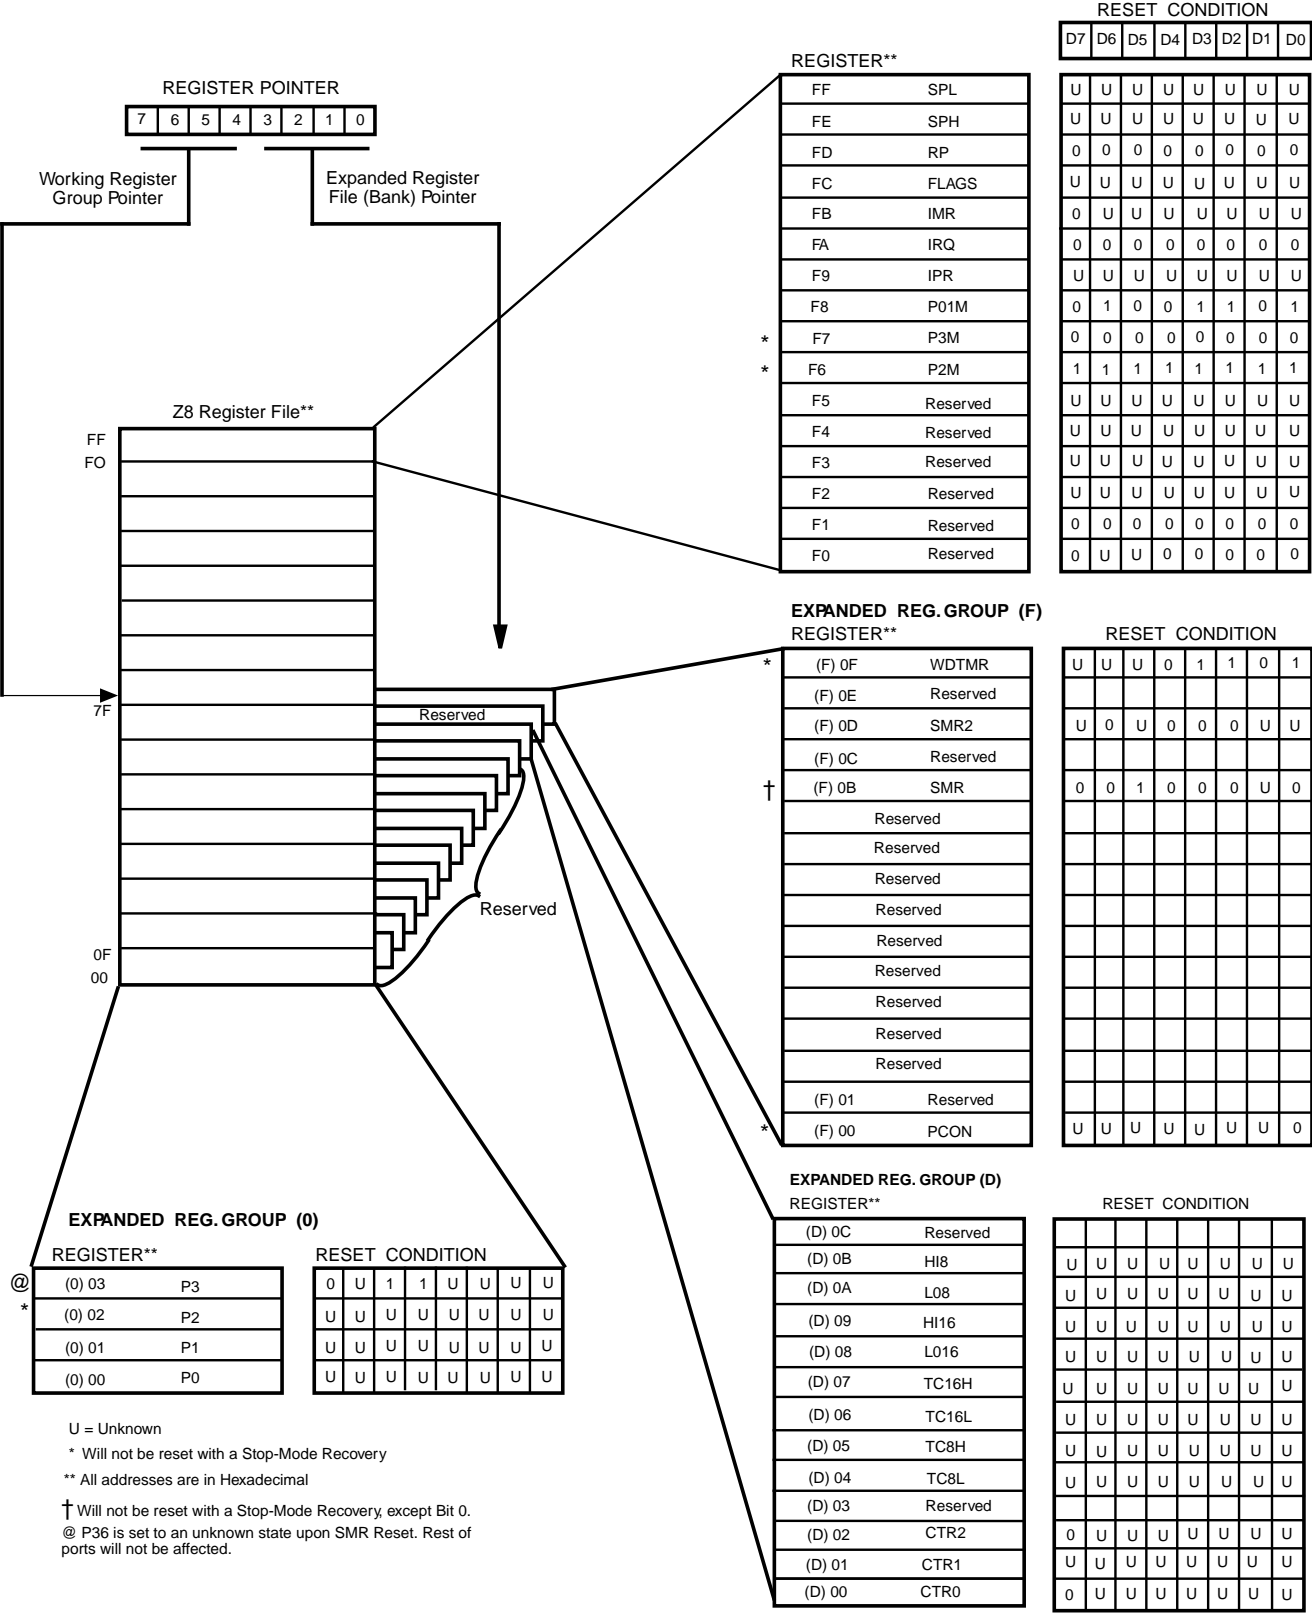 RESET CONDITION
D7 D6 D5 D4 D3 D2 D1 D0
REGISTER**
FF SPL U U U U U U U U
FE SPH U U U U U U U U
FD RP 0 0 0 0 0 0 0 0
FC FLAGS U U U U U U U U
FB IMR 0 U U U U U U U
FA IRQ 0 0 0 0 0 0 0 0
F9 IPR U U U U U U U U
F8 P01M 0 1 0 0 1 1 0 1
* F7 P3M 0 0 0 0 0 0 0 0
* F6 P2M 1 1 1 1 1 1 1 1
F5 Reserved U U U U U U U U
F4 Reserved U U U U U U U U
F3 Reserved U U U U U U U U
F2 Reserved U U U U U U U U
F1 Reserved 0 0 0 0 0 0 0 0
F0 Reserved 0 U U 0 0 0 0 0
REGISTER POINTER
7 6 5 4 3 2 1 0
Working Register
Group Pointer
Expanded Register
File (Bank) Pointer
Z8 Register File**
FF
FO
7F
Reserved
Reserved
0F
00
EXPANDED REG. GROUP (F)
REGISTER** RESET CONDITION
* (F) 0F WDTMR U U U 0 1 1 0 1
(F) 0E Reserved
(F) 0D SMR2 U 0 U 0 0 0 U U
(F) 0C Reserved
† (F) 0B SMR 0 0 1 0 0 0 U 0
Reserved
Reserved
Reserved
Reserved
Reserved
Reserved
Reserved
Reserved
Reserved
(F) 01 Reserved
* (F) 00 PCON U U U U U U U 0
EXPANDED REG. GROUP (D)
REGISTER** RESET CONDITION
(D) 0C Reserved
(D) 0B HI8 U U U U U U U U
(D) 0A L08 U U U U U U U U
(D) 09 HI16 U U U U U U U U
(D) 08 L016 U U U U U U U U
(D) 07 TC16H U U U U U U U U
(D) 06 TC16L U U U U U U U U
(D) 05 TC8H U U U U U U U U
(D) 04 TC8L U U U U U U U U
(D) 03 Reserved
(D) 02 CTR2 0 U U U U U U U
(D) 01 CTR1 U U U U U U U U
(D) 00 CTR0 0 U U U U U U U
EXPANDED REG. GROUP (0)
REGISTER** RESET CONDITION
@ (0) 03 P3 0 U 1 1 U U U U
* (0) 02 P2 U U U U U U U U
(0) 01 P1 U U U U U U U U
(0) 00 P0 U U U U U U U U
U = Unknown
* Will not be reset with a Stop-Mode Recovery
** All addresses are in Hexadecimal
† Will not be reset with a Stop-Mode Recovery, except Bit 0.
@ P36 is set to an unknown state upon SMR Reset. Rest of
ports will not be affected.